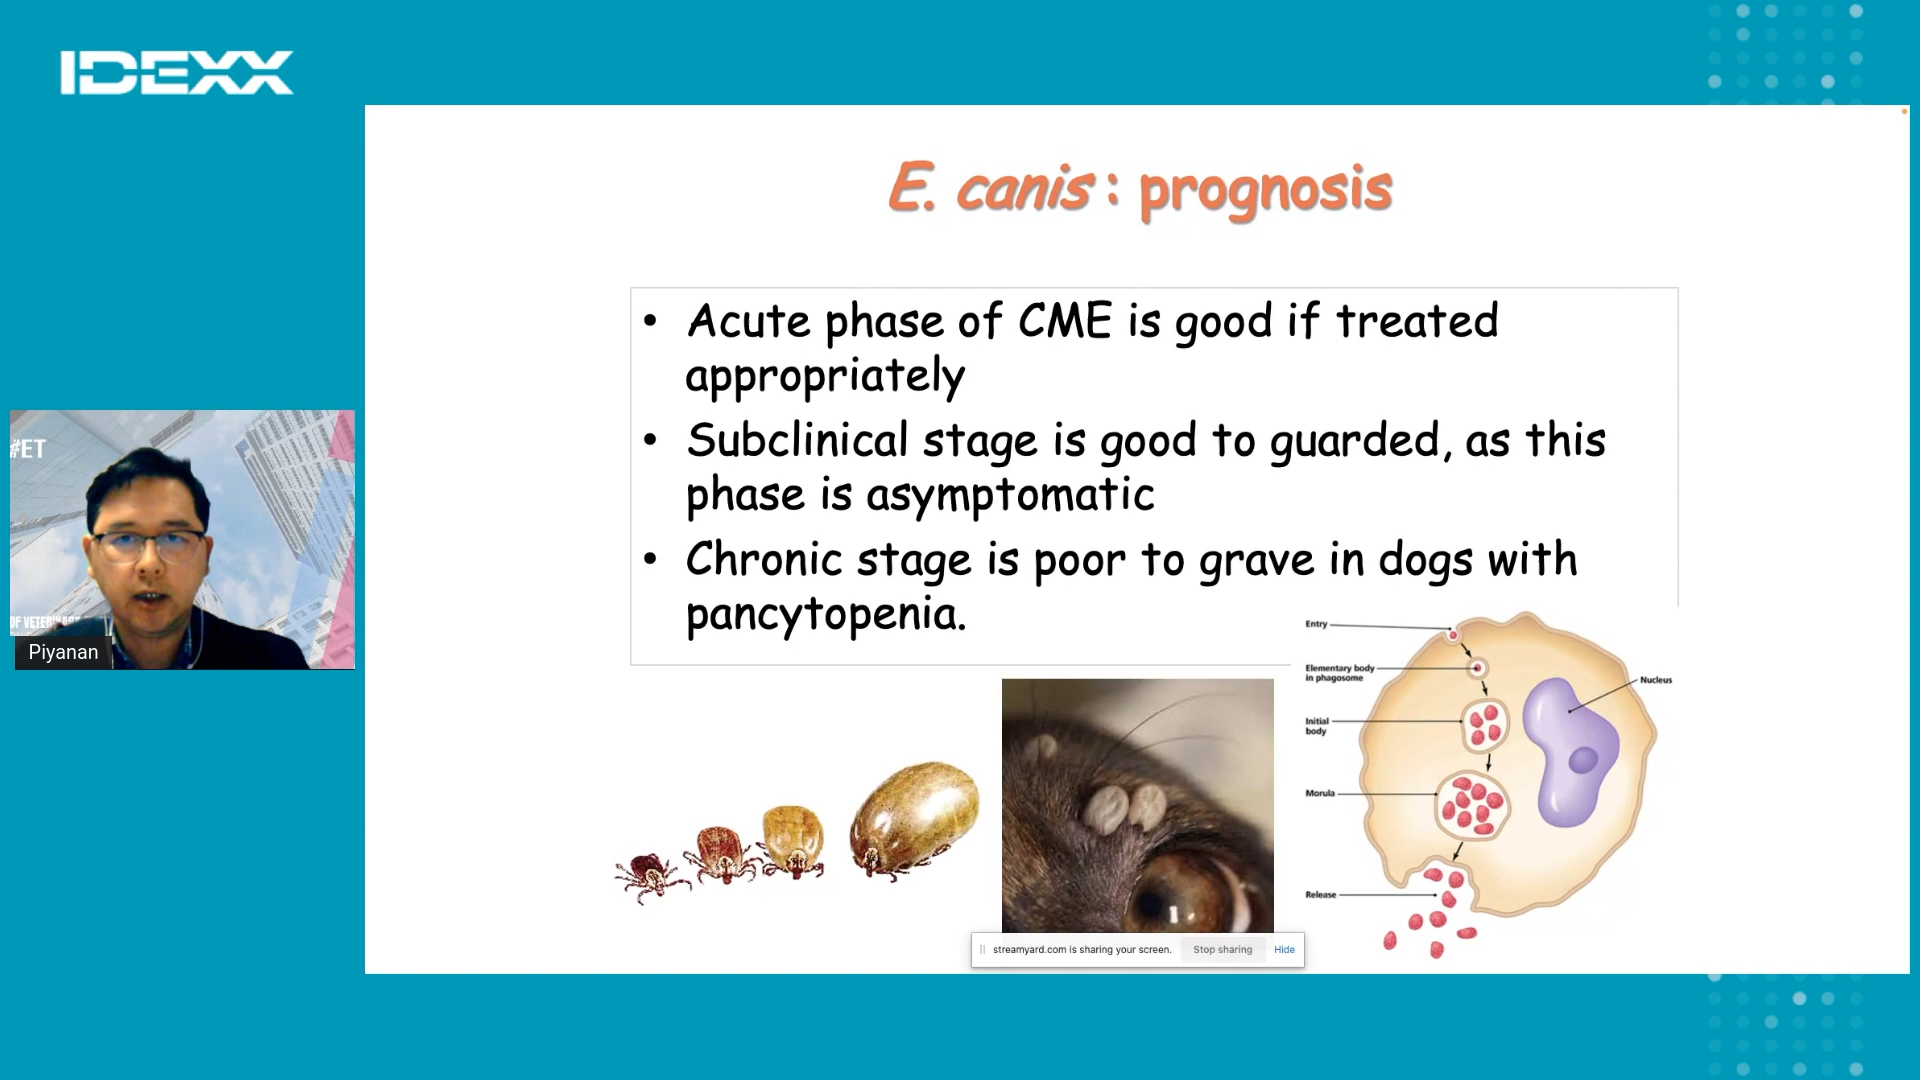 IDEXX
E. canis : prognosis
• Acute phase of CME is good if treated
appropriately
• Subclinical stage is good to guarded, as this
phase is asymptomatic
• Chronic stage is poor to grave in dogs with
pancytopenia.
#ET
OF VETERINARY
Piyanan
Entry
Elementary body
in phagosome
Nucleus
Initial
body
Morula
Release
streamyard.com is sharing your screen. Stop sharing Hide